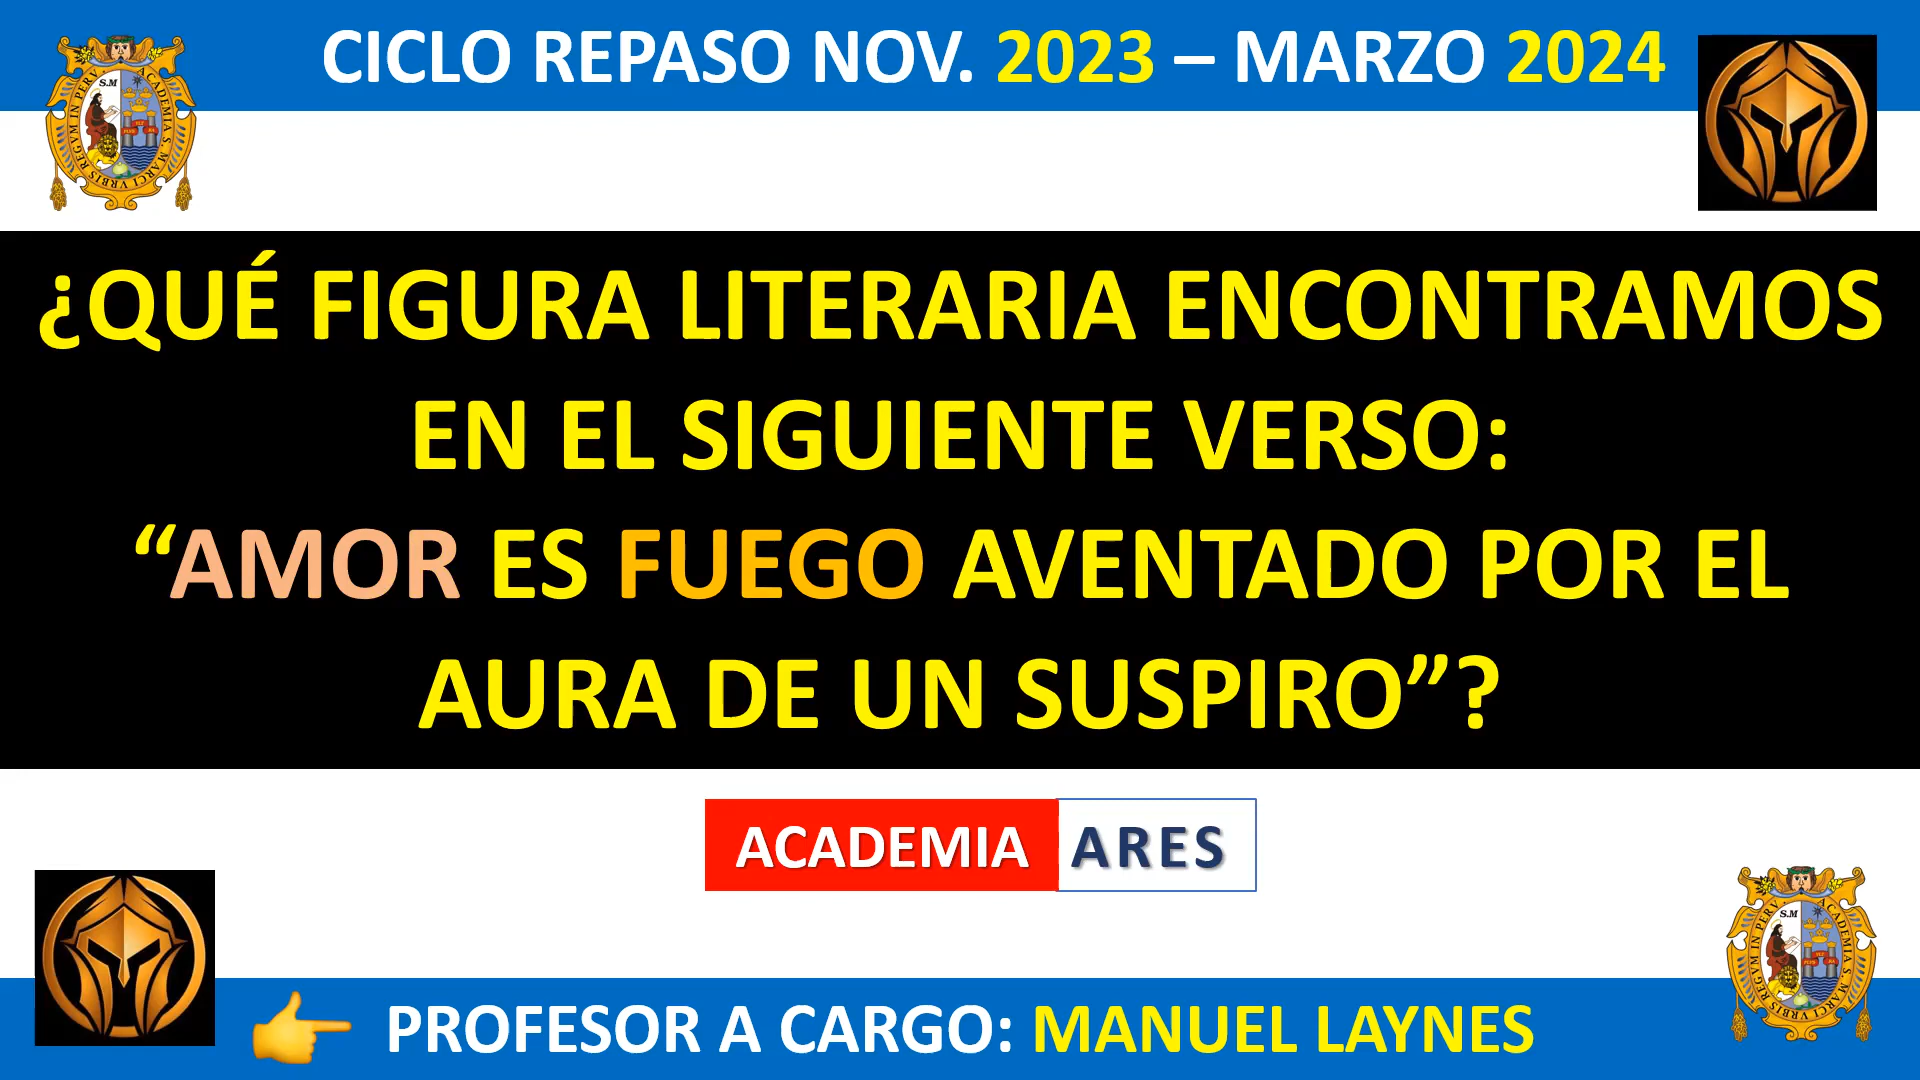 CICLO REPASO NOV. 2023 – MARZO 2024
¿QUÉ FIGURA LITERARIA ENCONTRAMOS
EN EL SIGUIENTE VERSO:
“AMOR ES FUEGO AVENTADO POR EL
AURA DE UN SUSPIRO”?
ACADEMIA ARES
PROFESOR A CARGO: MANUEL LAYNES